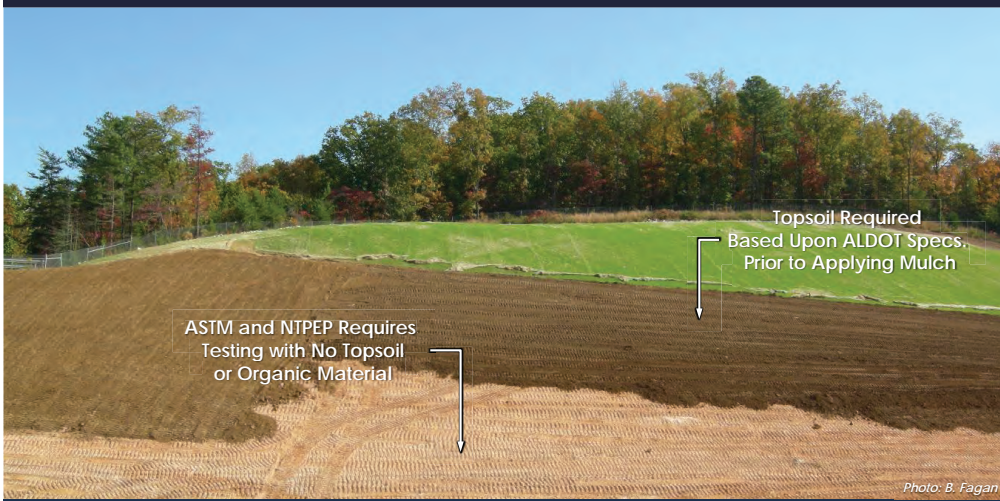 Topsoil Required
Based Upon ALDOT Specs.
Prior to Applying Mulch
ASTM and NTPEP Requires
Testing with No Topsoil
or Organic Material
Photo: B. Fagan